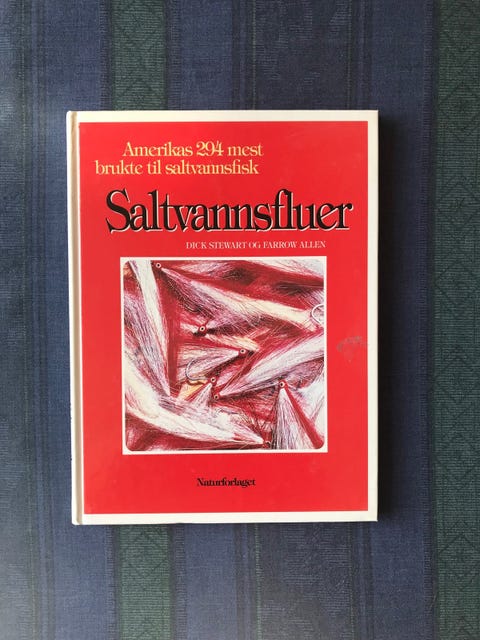 Amerikas 294 mest
brukte til saltvannsfisk
Saltvannsfluer
DICK STEWART OG FARROW ALLEN
Naturforlaget